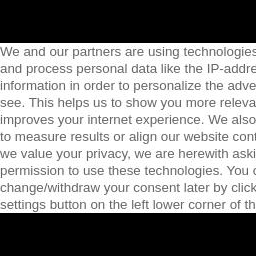 We and our partners are using technologies
and process personal data like the IP-addre
information in order to personalize the adve
see. This helps us to show you more releva
improves your internet experience. We also
to measure results or align our website cont
we value your privacy, we are herewith aski
permission to use these technologies. You c
change/withdraw your consent later by click
settings button on the left lower corner of th